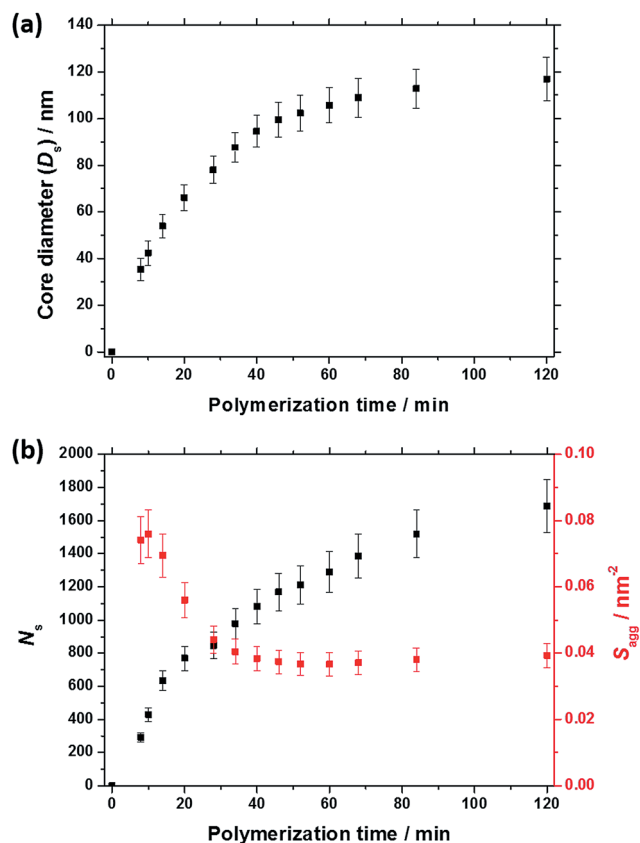 (a)
140
120
100
80
60
40
20
0
Core diameter (Ds) / nm
0 20 40 60 80 100 120
Polymerization time / min
(b)
2000
1800
1600
1400
1200
1000
800
600
400
200
0
Ns
0.10
0.08
0.06
0.04
0.02
0.00
Sagg / nm-2
0 20 40 60 80 100 120
Polymerization time / min